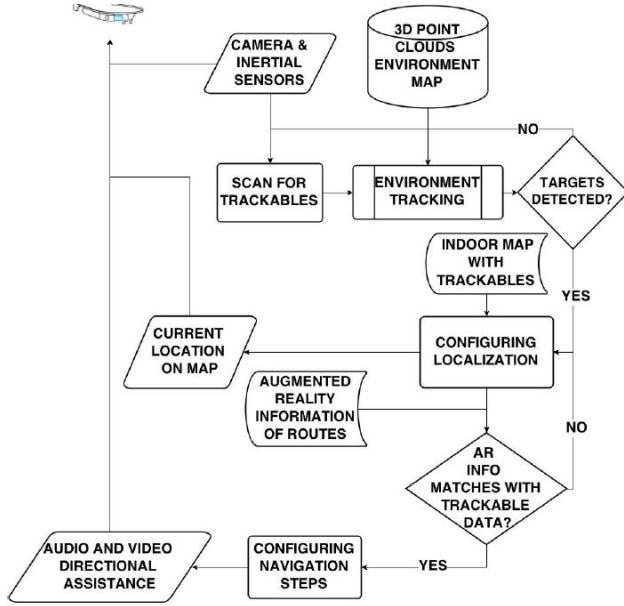 CAMERA &
INERTIAL
SENSORS
3D POINT
CLOUDS
ENVIRONMENT
MAP
NO
SCAN FOR
TRACKABLES
ENVIRONMENT
TRACKING
TARGETS
DETECTED?
INDOOR MAP
WITH
TRACKABLES
YES
CURRENT
LOCATION
ON MAP
CONFIGURING
LOCALIZATION
AUGMENTED
REALITY
INFORMATION
OF ROUTES
NO
AR
INFO
MATCHES WITH
TRACKABLE
DATA?
AUDIO AND VIDEO
DIRECTIONAL
ASSISTANCE
CONFIGURING
NAVIGATION
STEPS
YES